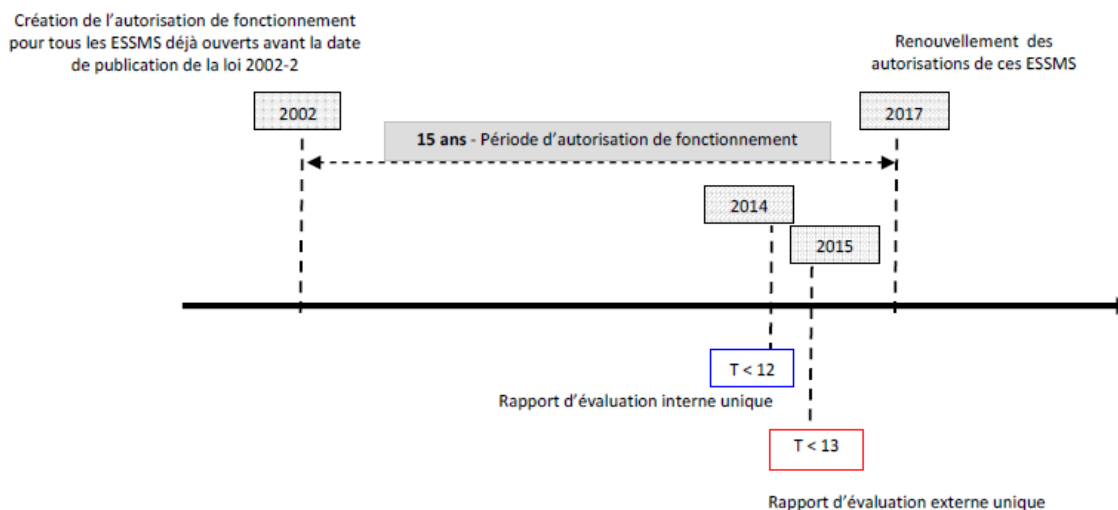 Création de l'autorisation de fonctionnement
pour tous les ESSMS déjà ouverts avant la date
de publication de la loi 2002-2
Renouvellement des
autorisations de ces ESSMS
2002
2017
15 ans - Période d'autorisation de fonctionnement
2014
2015
T < 12
Rapport d'évaluation interne unique
T < 13
Rapport d'évaluation externe unique